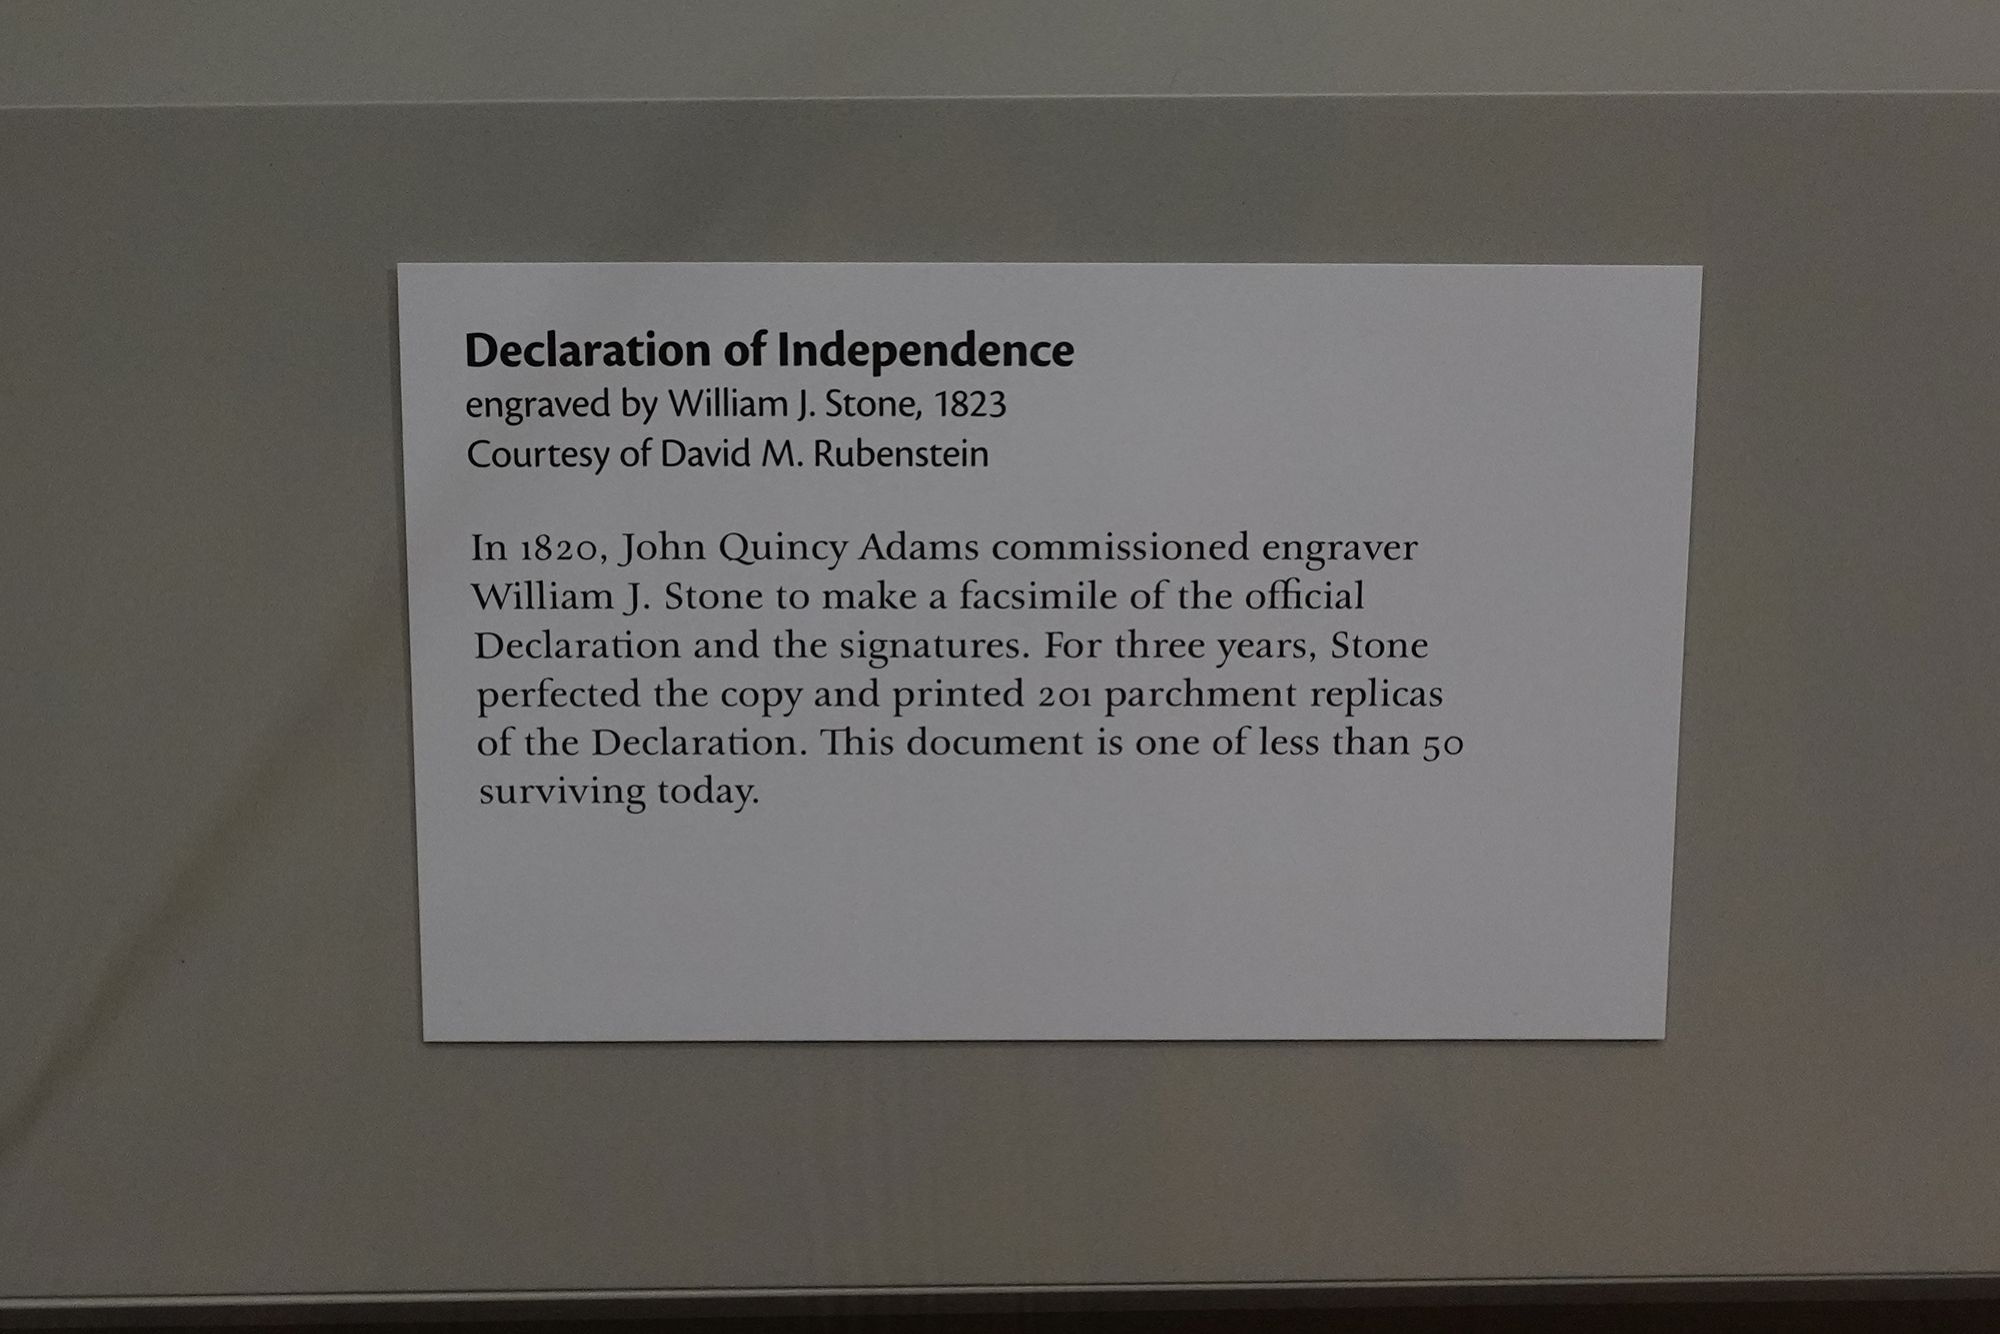 Declaration of Independence
engraved by William J. Stone, 1823
Courtesy of David M. Rubenstein
In 1820, John Quincy Adams commissioned engraver
William J. Stone to make a facsimile of the official
Declaration and the signatures. For three years, Stone
perfected the copy and printed 201 parchment replicas
of the Declaration. This document is one of less than 50
surviving today.